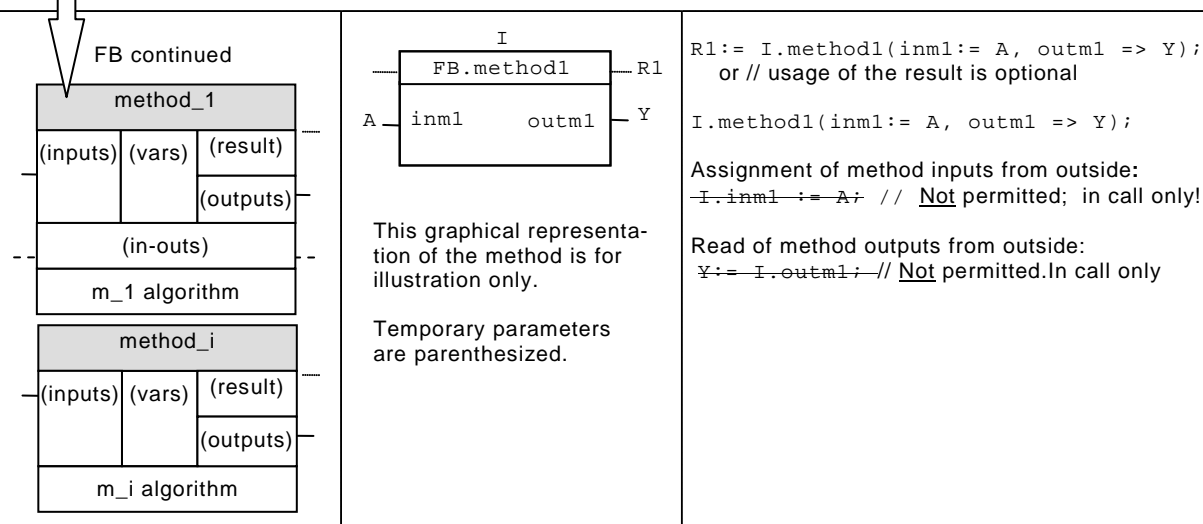 FB continued
method_1
(inputs) (vars) (result)
(outputs)
(in-outs)
m_1 algorithm
method_i
(inputs) (vars) (result)
(outputs)
m_i algorithm
I
FB.method1 R1
A inm1 outm1 Y
This graphical representa-
tion of the method is for
illustration only.
Temporary parameters
are parenthesized.
R1:= I.method1(inm1:= A, outm1 => Y);
or // usage of the result is optional
I.method1(inm1:= A, outm1 => Y);
Assignment of method inputs from outside:
I.inm1 := A; // Not permitted; in call only!
Read of method outputs from outside:
Y:= I.outm1; // Not permitted.In call only